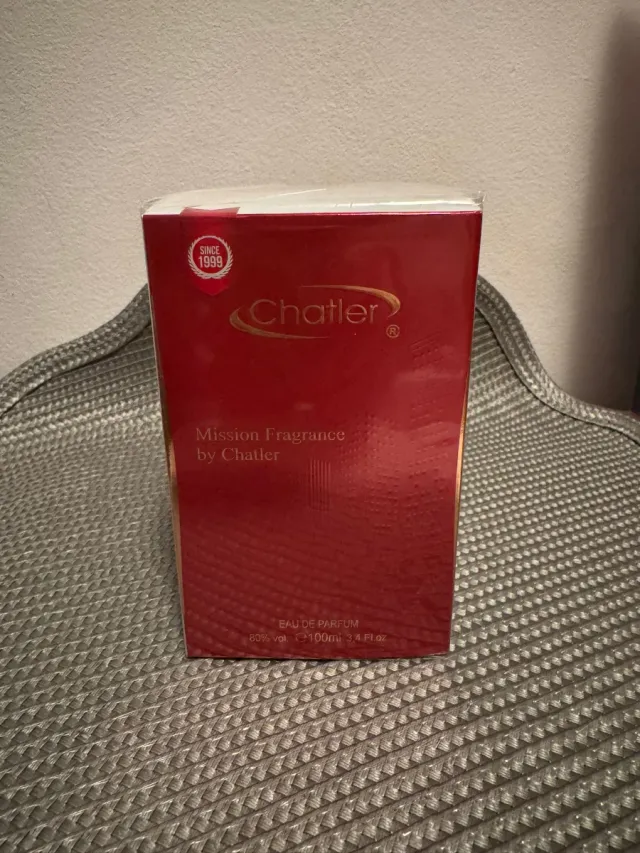 SINCE
1999
Chatler
®
Mission Fragrance
by Chatler
EAU DE PARFUM
80% vol. ℮100ml 3.4 Fl oz